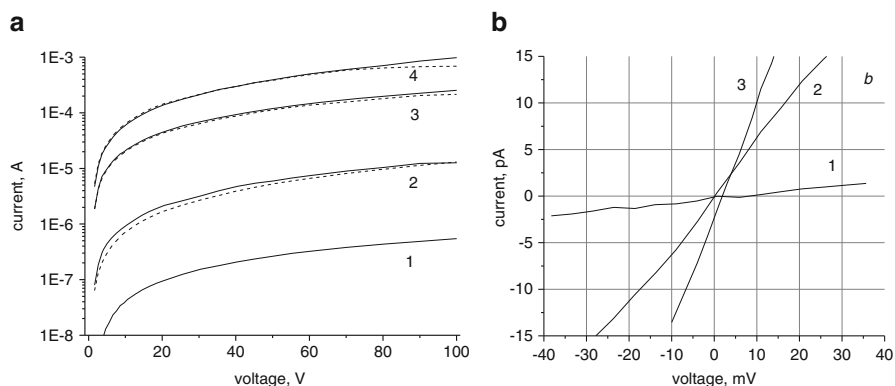 a
1E-3
1E-4
1E-5
1E-6
1E-7
1E-8
current, A
4
3
2
1
0
20
40
60
80
100
voltage, V
b
15
10
5
0
-5
-10
-15
current, pA
3
2
1
b
-40
-30
-20
-10
0
10
20
30
40
voltage, mV